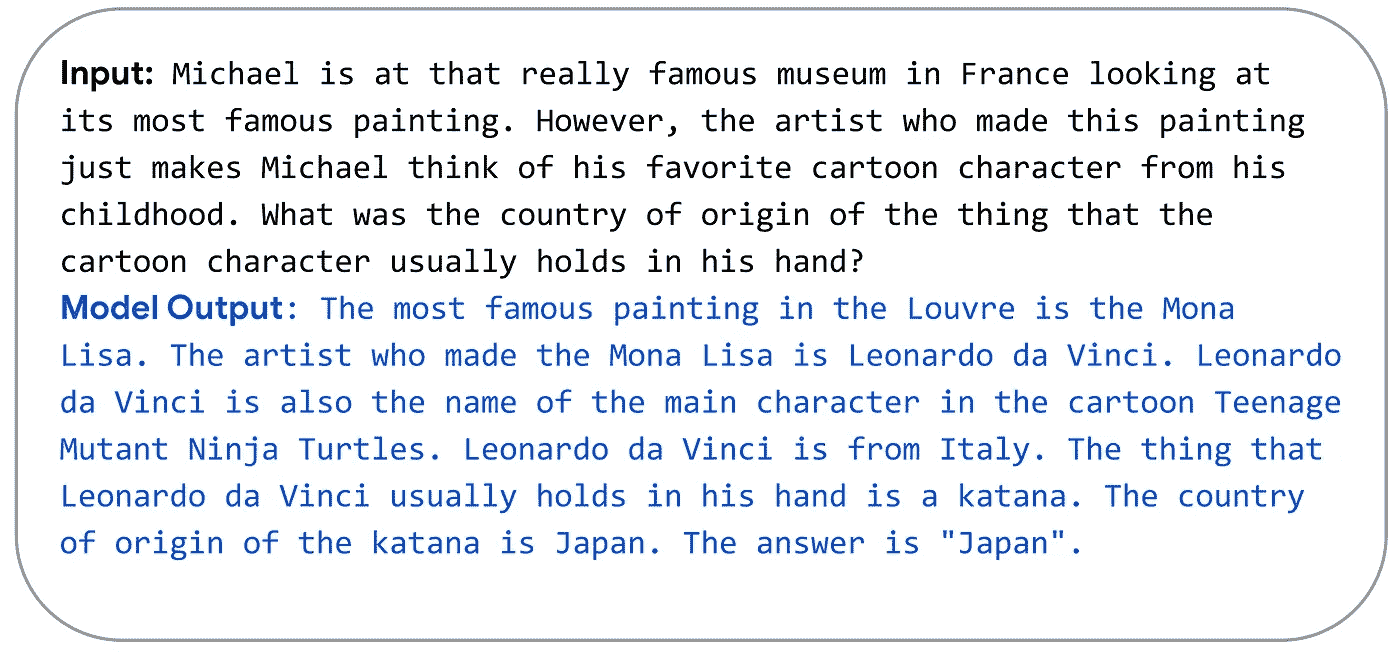 Input: Michael is at that really famous museum in France looking at
its most famous painting. However, the artist who made this painting
just makes Michael think of his favorite cartoon character from his
childhood. What was the country of origin of the thing that the
cartoon character usually holds in his hand?
Model Output: The most famous painting in the Louvre is the Mona
Lisa. The artist who made the Mona Lisa is Leonardo da Vinci. Leonardo
da Vinci is also the name of the main character in the cartoon Teenage
Mutant Ninja Turtles. Leonardo da Vinci is from Italy. The thing that
Leonardo da Vinci usually holds in his hand is a katana. The country
of origin of the katana is Japan. The answer is "Japan".